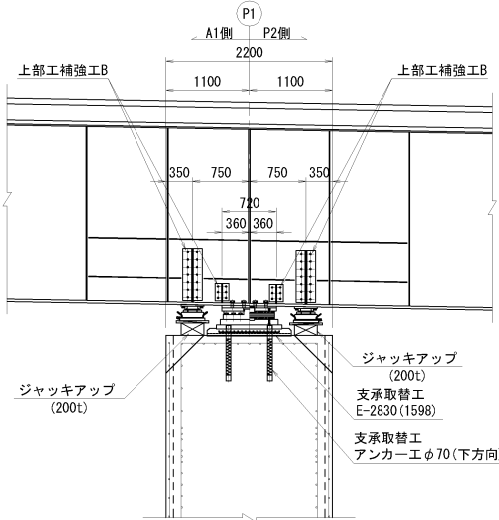 P1
A1側 P2側
2200
上部工補強工B 上部工補強工B
1100 1100
350 750 750 350
720
360 360
ジャッキアップ
(200t)
ジャッキアップ
(200t)
支承取替工
E-2830(1598)
支承取替工
アンカー工φ70(下方向